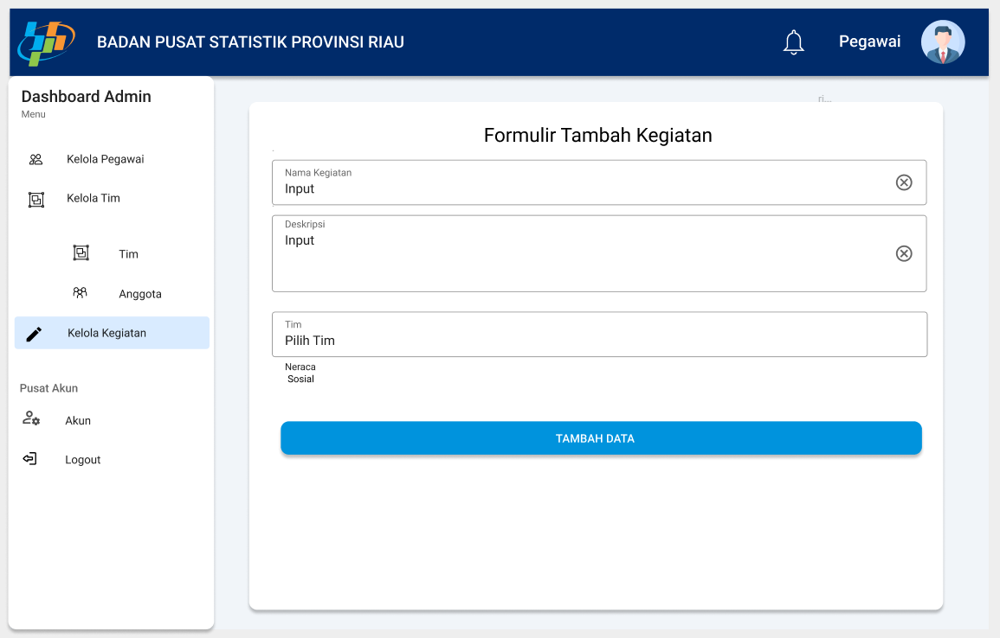 BADAN PUSAT STATISTIK PROVINSI RIAU
Pegawai
Dashboard Admin
Menu
Kelola Pegawai
Kelola Tim
Tim
Anggota
Kelola Kegiatan
Pusat Akun
Akun
Logout
ri...
Formulir Tambah Kegiatan
Nama Kegiatan
Input
Deskripsi
Input
Tim
Pilih Tim
Neraca
Sosial
TAMBAH DATA